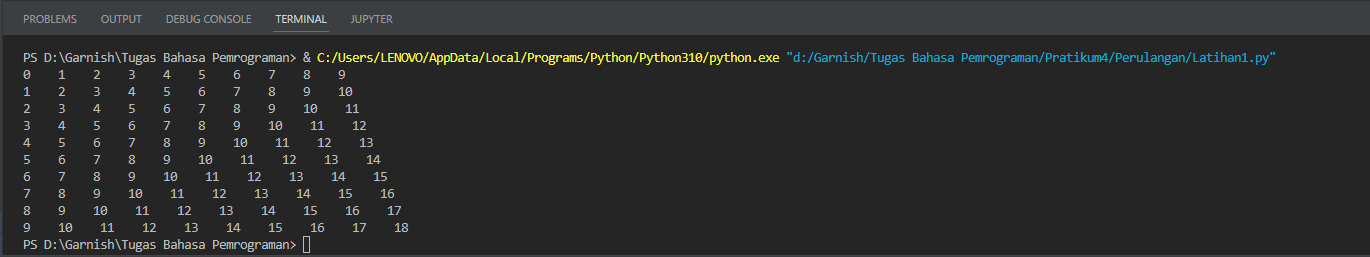 PROBLEMS OUTPUT DEBUG CONSOLE TERMINAL JUPYTER
PS D:\Garnish\Tugas Bahasa Pemrograman> & C:/Users/LENOVO/AppData/Local/Programs/Python/Python310/python.exe "d:/Garnish/Tugas Bahasa Pemrograman/Pratikum4/Perulangan/Latihan1.py"
0    1    2    3    4    5    6    7    8    9
1    2    3    4    5    6    7    8    9    10
2    3    4    5    6    7    8    9    10    11
3    4    5    6    7    8    9    10    11    12
4    5    6    7    8    9    10    11    12    13
5    6    7    8    9    10    11    12    13    14
6    7    8    9    10    11    12    13    14    15
7    8    9    10    11    12    13    14    15    16
8    9    10    11    12    13    14    15    16    17
9    10    11    12    13    14    15    16    17    18
PS D:\Garnish\Tugas Bahasa Pemrograman>